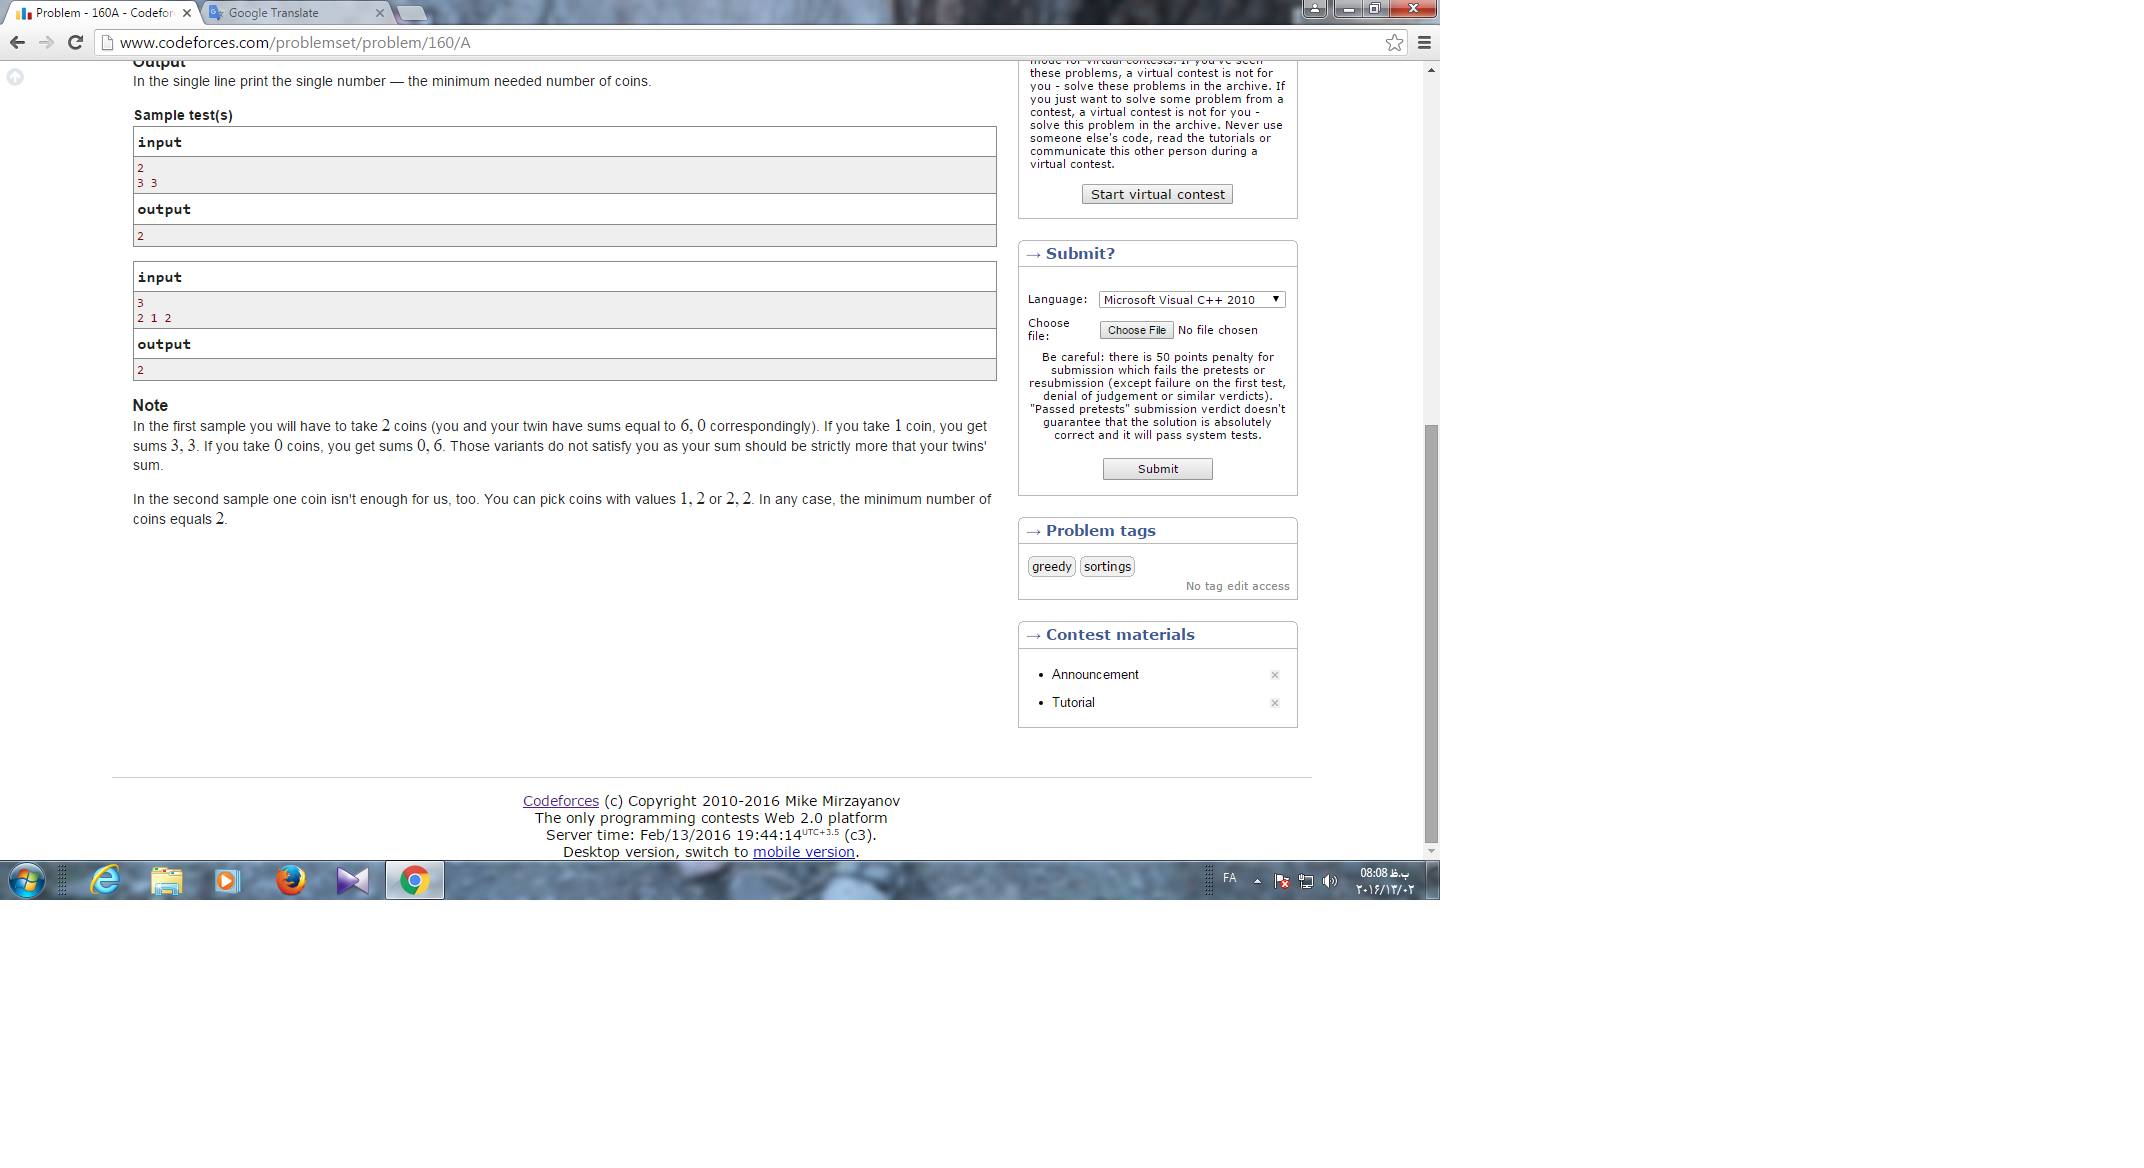 Problem - 160A - Codefor
Google Translate
www.codeforces.com/problemset/problem/160/A
Output
In the single line print the single number — the minimum needed number of coins.
Sample test(s)
input
2
3 3
output
2
input
3
2 1 2
output
2
Note
In the first sample you will have to take 2 coins (you and your twin have sums equal to 6, 0 correspondingly). If you take 1 coin, you get
sums 3, 3. If you take 0 coins, you get sums 0, 6. Those variants do not satisfy you as your sum should be strictly more that your twins'
sum.
In the second sample one coin isn't enough for us, too. You can pick coins with values 1, 2 or 2, 2. In any case, the minimum number of
coins equals 2.
mode for virtual contests. If you've seen
these problems, a virtual contest is not for
you - solve these problems in the archive. If
you just want to solve some problem from a
contest, a virtual contest is not for you -
solve this problem in the archive. Never use
someone else's code, read the tutorials or
communicate this other person during a
virtual contest.
Start virtual contest
→ Submit?
Language: Microsoft Visual C++ 2010
Choose
file:
Choose File No file chosen
Be careful: there is 50 points penalty for
submission which fails the pretests or
resubmission (except failure on the first test,
denial of judgement or similar verdicts).
"Passed pretests" submission verdict doesn't
guarantee that the solution is absolutely
correct and it will pass system tests.
Submit
→ Problem tags
greedy sortings
No tag edit access
→ Contest materials
Announcement
Tutorial
Codeforces (c) Copyright 2010-2016 Mike Mirzayanov
The only programming contests Web 2.0 platform
Server time: Feb/13/2016 19:44:14 UTC+3.5 (c3).
Desktop version, switch to mobile version.
FA
08:08 ب.ظ
۲۰۱۶/۱۳/۰۲